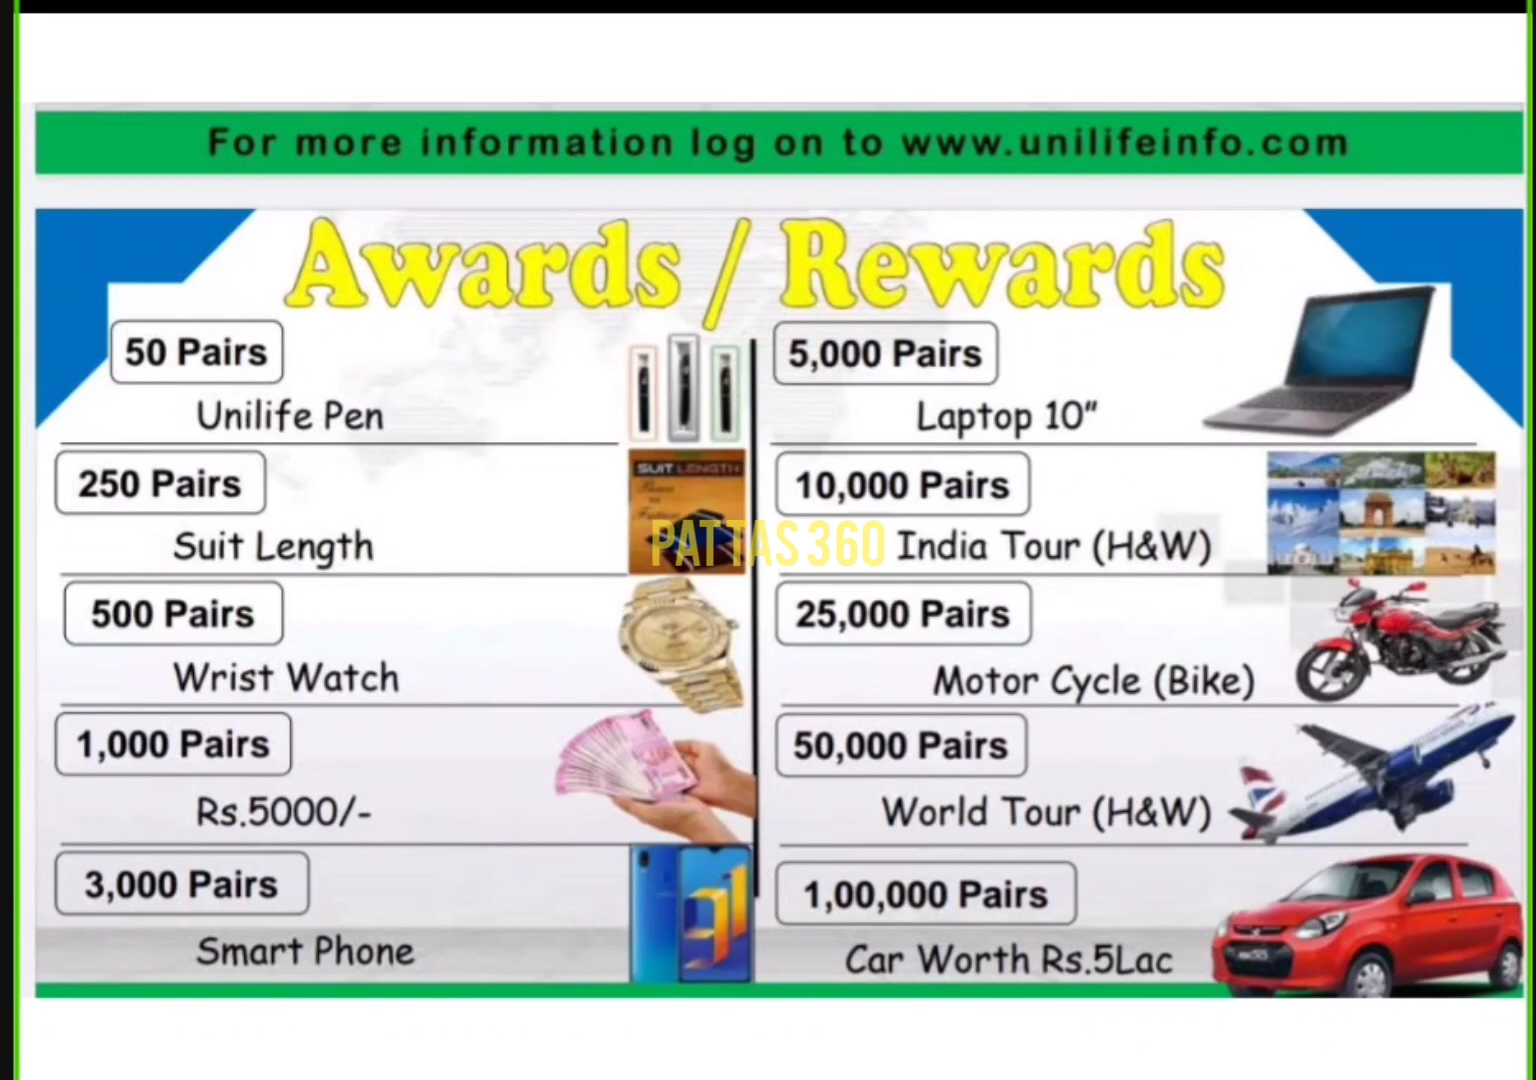 For more information log on to www.unilifeinfo.com
Awards / Rewards
50 Pairs
Unilife Pen
250 Pairs
Suit Length
SUIT LENGTH
500 Pairs
Wrist Watch
1,000 Pairs
Rs.5000/-
3,000 Pairs
Smart Phone
5,000 Pairs
Laptop 10”
10,000 Pairs
India Tour (H&W)
25,000 Pairs
Motor Cycle (Bike)
50,000 Pairs
World Tour (H&W)
1,00,000 Pairs
Car Worth Rs.5Lac
PATTAS 360